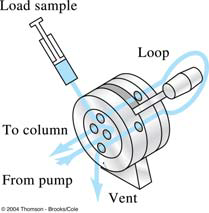 Load sample
Loop
To column
From pump
Vent
© 2004 Thomson - Brooks/Cole